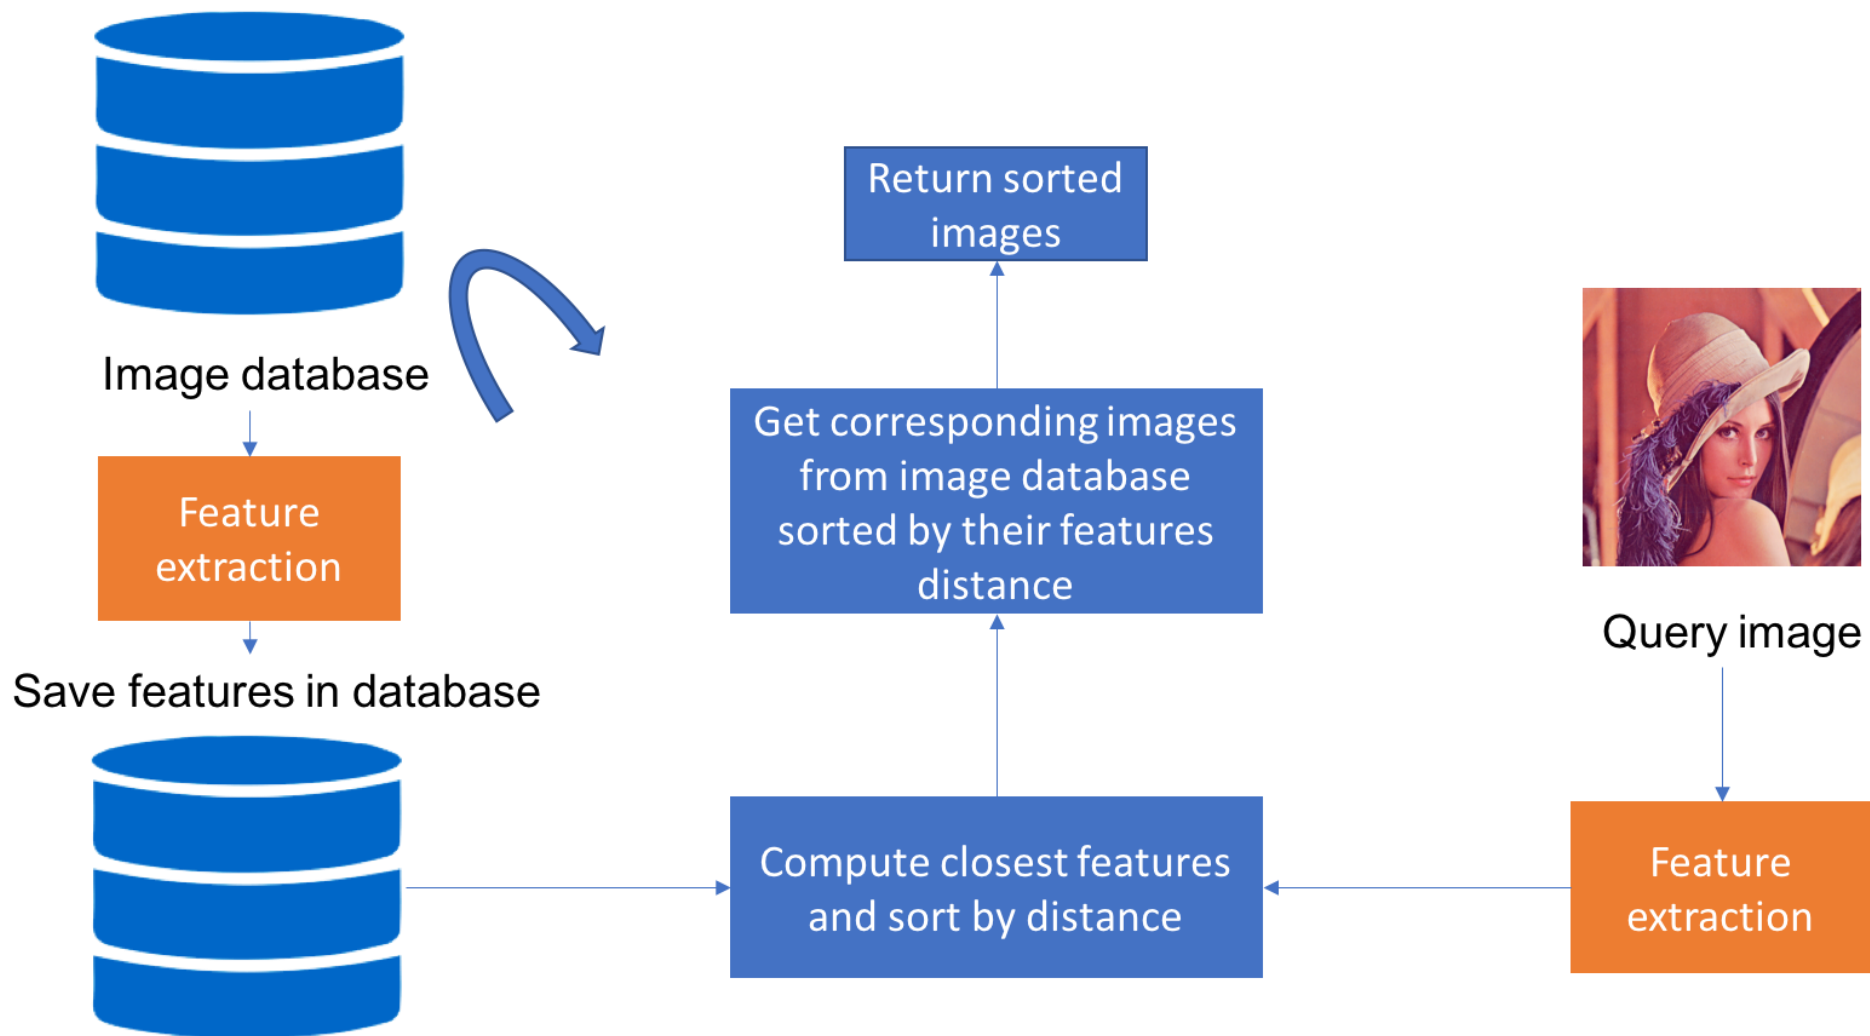 Image database
Feature
extraction
Save features in database
Return sorted
images
Get corresponding images
from image database
sorted by their features
distance
Compute closest features
and sort by distance
Query image
Feature
extraction